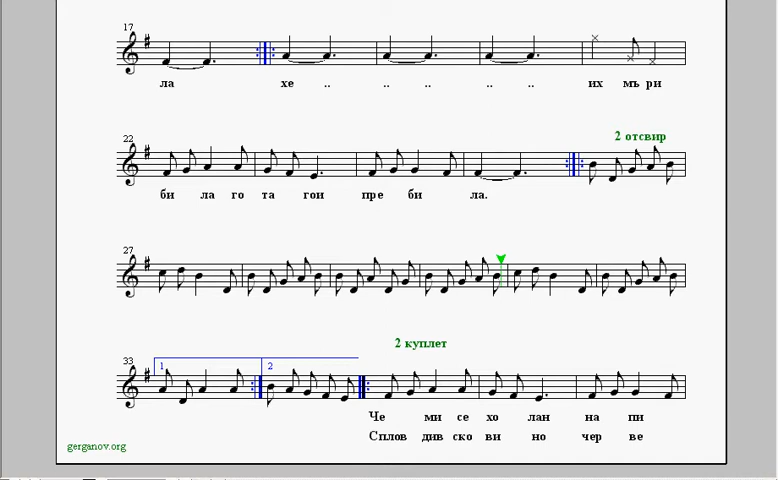 17
ла хе .. .. .. .. .. их мъ ри
2 отсвир
22
би ла го та гои пре би ла.
27
2 куплет
33
1 2
Че ми се хо лан на пи
Сплов див ско ви но чер ве
gerganov.org